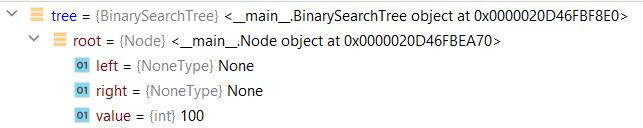 tree = {BinarySearchTree} <__main__.BinarySearchTree object at 0x0000020D46FBF8E0>
root = {Node} <__main__.Node object at 0x0000020D46FBEA70>
01 left = {NoneType} None
01 right = {NoneType} None
01 value = {int} 100